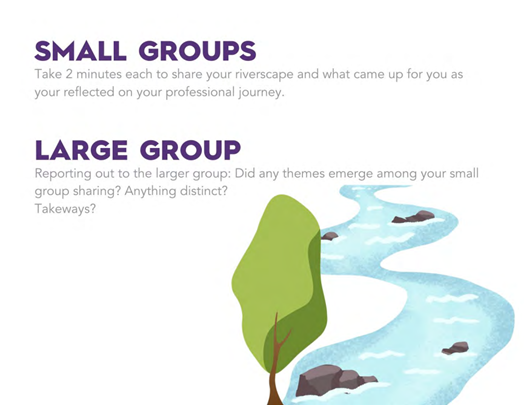 SMALL GROUPS
Take 2 minutes each to share your riverscape and what came up for you as
your reflected on your professional journey.
LARGE GROUP
Reporting out to the larger group: Did any themes emerge among your small
group sharing? Anything distinct?
Takeways?